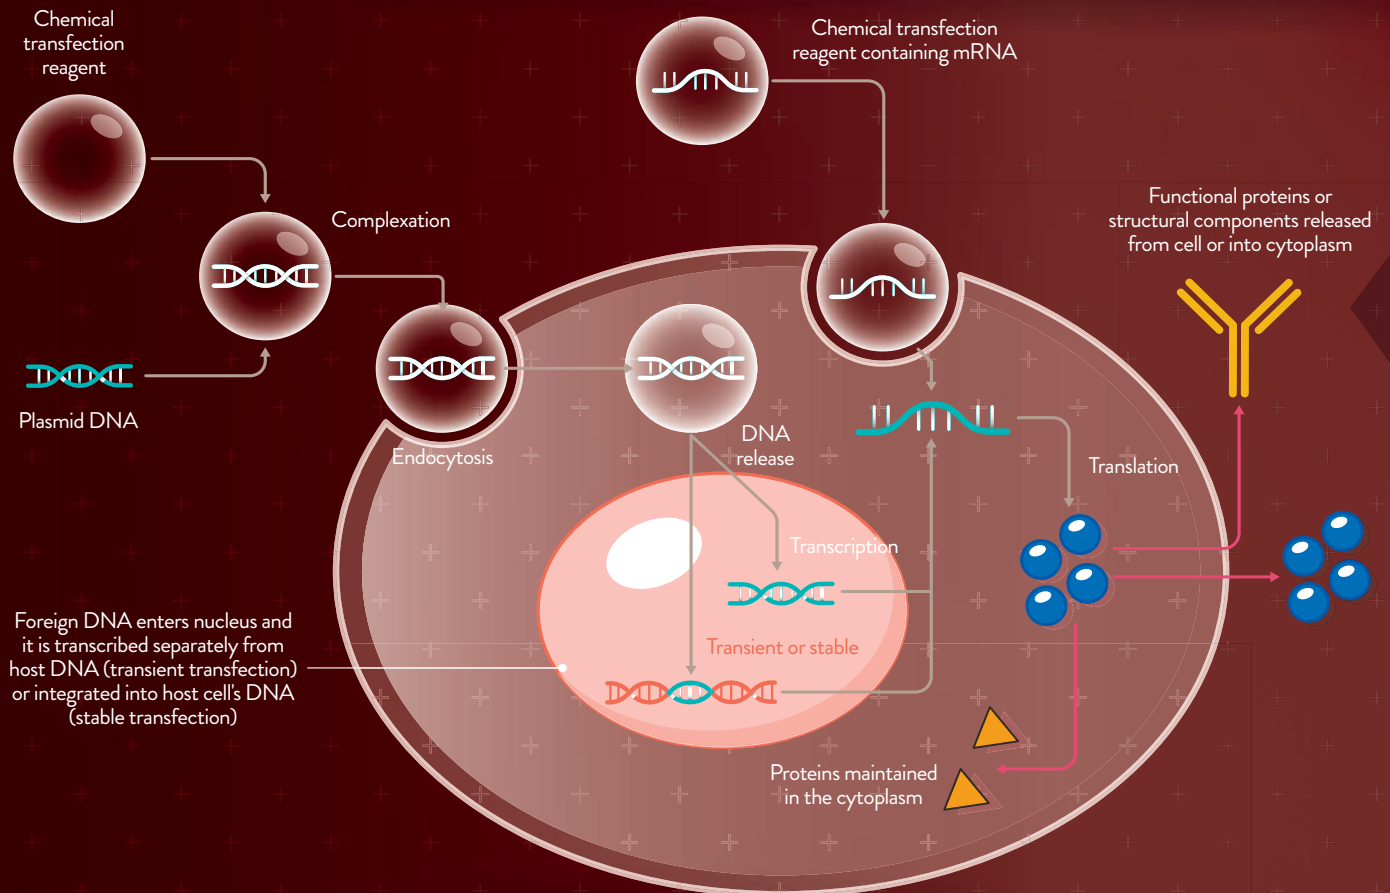 Chemical
transfection
reagent
Chemical transfection
reagent containing mRNA
Complexation
Functional proteins or
structural components released
from cell or into cytoplasm
Plasmid DNA
Endocytosis
DNA
release
Translation
Transcription
Foreign DNA enters nucleus and
it is transcribed separately from
host DNA (transient transfection)
or integrated into host cell's DNA
(stable transfection)
Transient or stable
Proteins maintained
in the cytoplasm